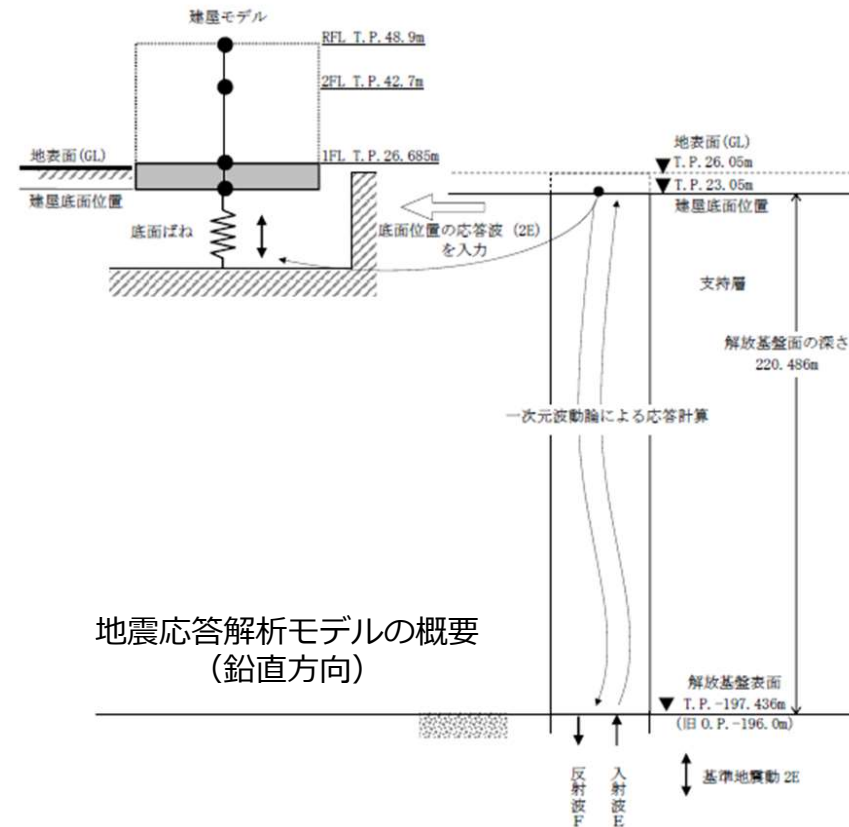 建屋モデル
RFL T.P.48.9m
2FL T.P.42.7m
地表面(GL)
1FL T.P.26.685m
建屋底面位置
底面ばね
底面位置の応答波 (2E)
を入力
地表面(GL)
T.P.26.05m
T.P.23.05m
建屋底面位置
支持層
解放基盤面の深さ
220.486m
一次元波動論による応答計算
地震応答解析モデルの概要
（鉛直方向）
解放基盤表面
T.P.-197.436m
(旧 O.P.-196.0m)
反射波F
入射波E
基準地震動 2E